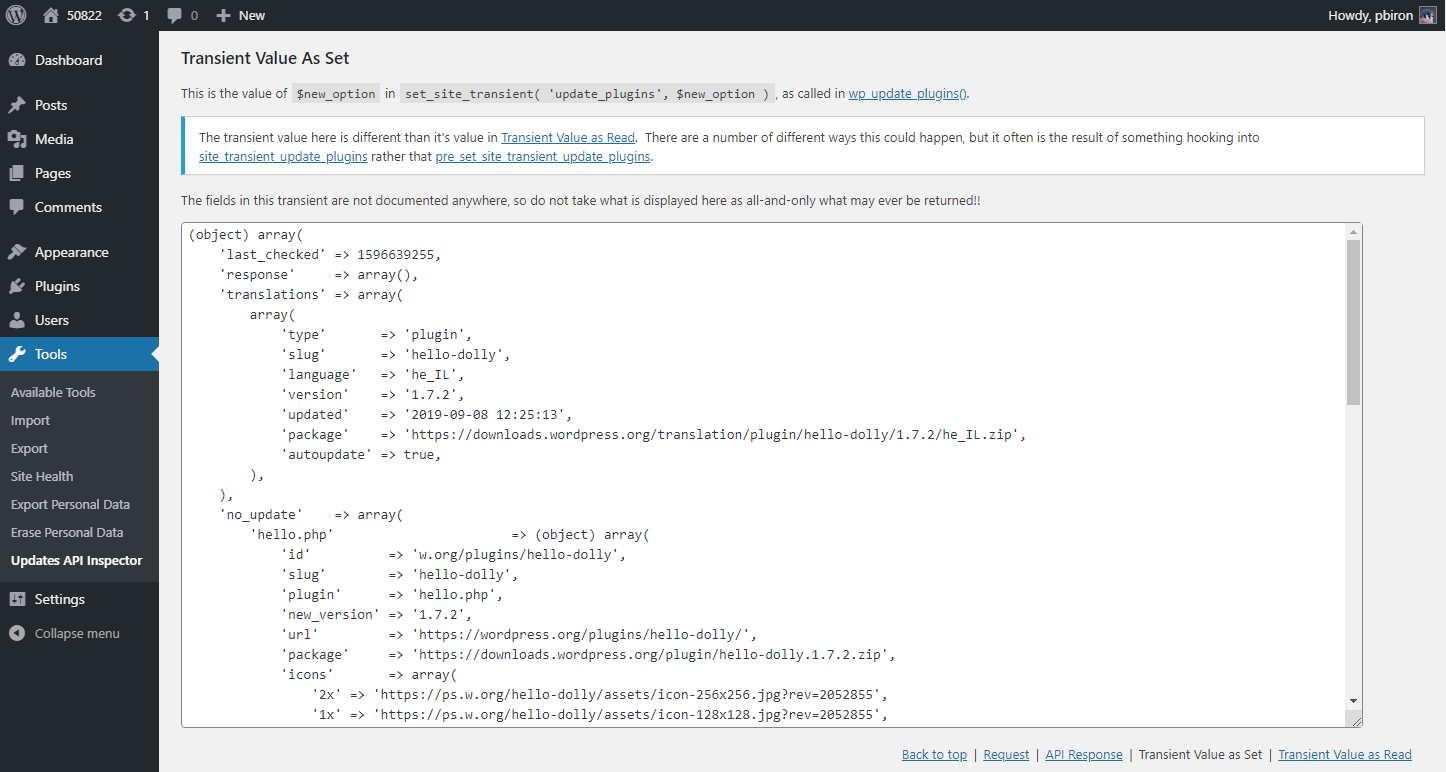 50822 1 0 New Howdy, pbiron
Dashboard
Posts
Media
Pages
Comments
Appearance
Plugins
Users
Tools
Available Tools
Import
Export
Site Health
Export Personal Data
Erase Personal Data
Updates API Inspector
Settings
Collapse menu
Transient Value As Set
This is the value of $new_option in set_site_transient( 'update_plugins', $new_option ) , as called in wp_update_plugins().
The transient value here is different than it's value in Transient Value as Read. There are a number of different ways this could happen, but it often is the result of something hooking into
site_transient_update_plugins rather that pre_set_site_transient_update_plugins.
The fields in this transient are not documented anywhere, so do not take what is displayed here as all-and-only what may ever be returned!!
(object) array(
    'last_checked' => 1596639255,
    'response'     => array(),
    'translations' => array(
        array(
            'type'       => 'plugin',
            'slug'       => 'hello-dolly',
            'language'   => 'he_IL',
            'version'    => '1.7.2',
            'updated'    => '2019-09-08 12:25:13',
            'package'    => 'https://downloads.wordpress.org/translation/plugin/hello-dolly/1.7.2/he_IL.zip',
            'autoupdate' => true,
        ),
    ),
    'no_update'    => array(
        'hello.php'                       => (object) array(
            'id'          => 'w.org/plugins/hello-dolly',
            'slug'        => 'hello-dolly',
            'plugin'      => 'hello.php',
            'new_version' => '1.7.2',
            'url'         => 'https://wordpress.org/plugins/hello-dolly/',
            'package'     => 'https://downloads.wordpress.org/plugin/hello-dolly.1.7.2.zip',
            'icons'       => array(
                '2x' => 'https://ps.w.org/hello-dolly/assets/icon-256x256.jpg?rev=2052855',
                '1x' => 'https://ps.w.org/hello-dolly/assets/icon-128x128.jpg?rev=2052855',
Back to top | Request | API Response | Transient Value as Set | Transient Value as Read